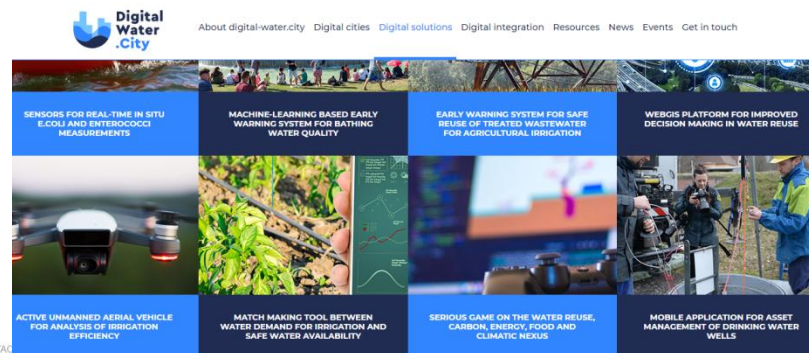 Digital
Water
.City
About digital-water.city Digital cities Digital solutions Digital integration Resources News Events Get in touch
SENSORS FOR REAL-TIME IN SITU
E.COLI AND ENTEROCOCCI
MEASUREMENTS
MACHINE-LEARNING BASED EARLY
WARNING SYSTEM FOR BATHING
WATER QUALITY
EARLY WARNING SYSTEM FOR SAFE
REUSE OF TREATED WASTEWATER
FOR AGRICULTURAL IRRIGATION
WEBGIS PLATFORM FOR IMPROVED
DECISION MAKING IN WATER REUSE
ACTIVE UNMANNED AERIAL VEHICLE
FOR ANALYSIS OF IRRIGATION
EFFICIENCY
MATCH MAKING TOOL BETWEEN
WATER DEMAND FOR IRRIGATION AND
SAFE WATER AVAILABILITY
SERIOUS GAME ON THE WATER REUSE,
CARBON, ENERGY, FOOD AND
CLIMATIC NEXUS
MOBILE APPLICATION FOR ASSET
MANAGEMENT OF DRINKING WATER
WELLS